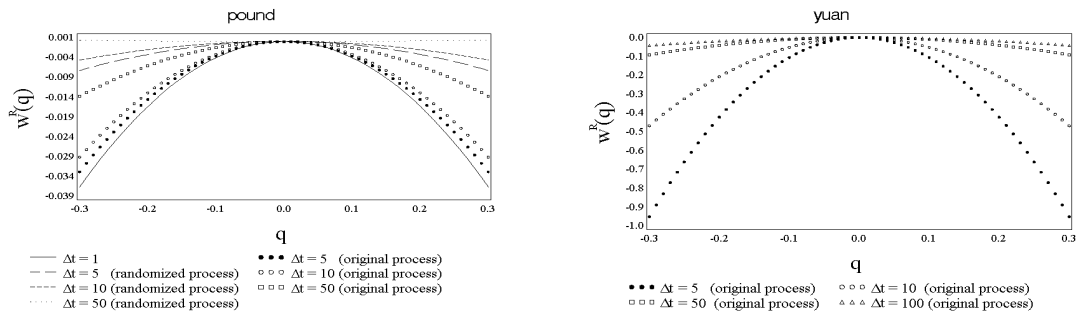 pound
0.001
-0.004
-0.009
-0.014
-0.019
-0.024
-0.029
-0.034
-0.039
w^R(q)
-0.3 -0.2 -0.1 0.0 0.1 0.2 0.3
q
Δt = 1
Δt = 5 (randomized process)
Δt = 10 (randomized process)
Δt = 50 (randomized process)
Δt = 5 (original process)
Δt = 10 (original process)
Δt = 50 (original process)
yuan
0.0
-0.1
-0.2
-0.3
-0.4
-0.5
-0.6
-0.7
-0.8
-0.9
-1.0
w^R(q)
-0.3 -0.2 -0.1 0.0 0.1 0.2 0.3
q
Δt = 5 (original process) Δt = 10 (original process)
Δt = 50 (original process) Δt = 100 (original process)